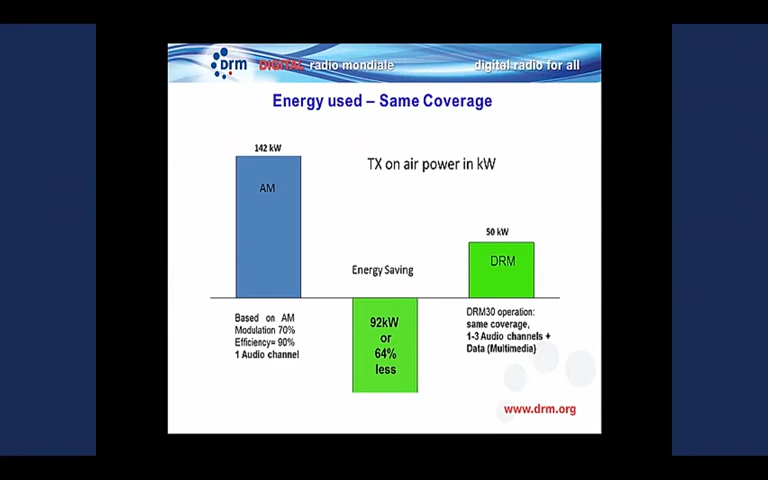 drm DIGITAL radio mondiale
digital radio for all
Energy used – Same Coverage
142 kW
AM
TX on air power in kW
50 kW
DRM
Energy Saving
92kW
or
64%
less
Based on AM
Modulation 70%
Efficiency= 90%
1 Audio channel
DRM30 operation:
same coverage,
1-3 Audio channels +
Data (Multimedia)
www.drm.org